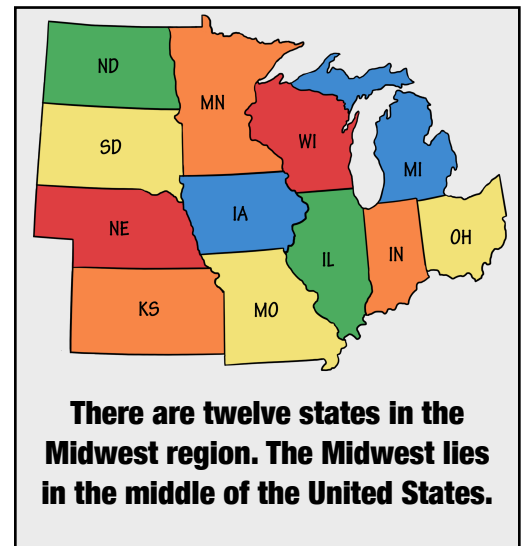 ND
MN
SD
WI
MI
NE
IA
IL
IN
OH
KS
MO
There are twelve states in the
Midwest region. The Midwest lies
in the middle of the United States.